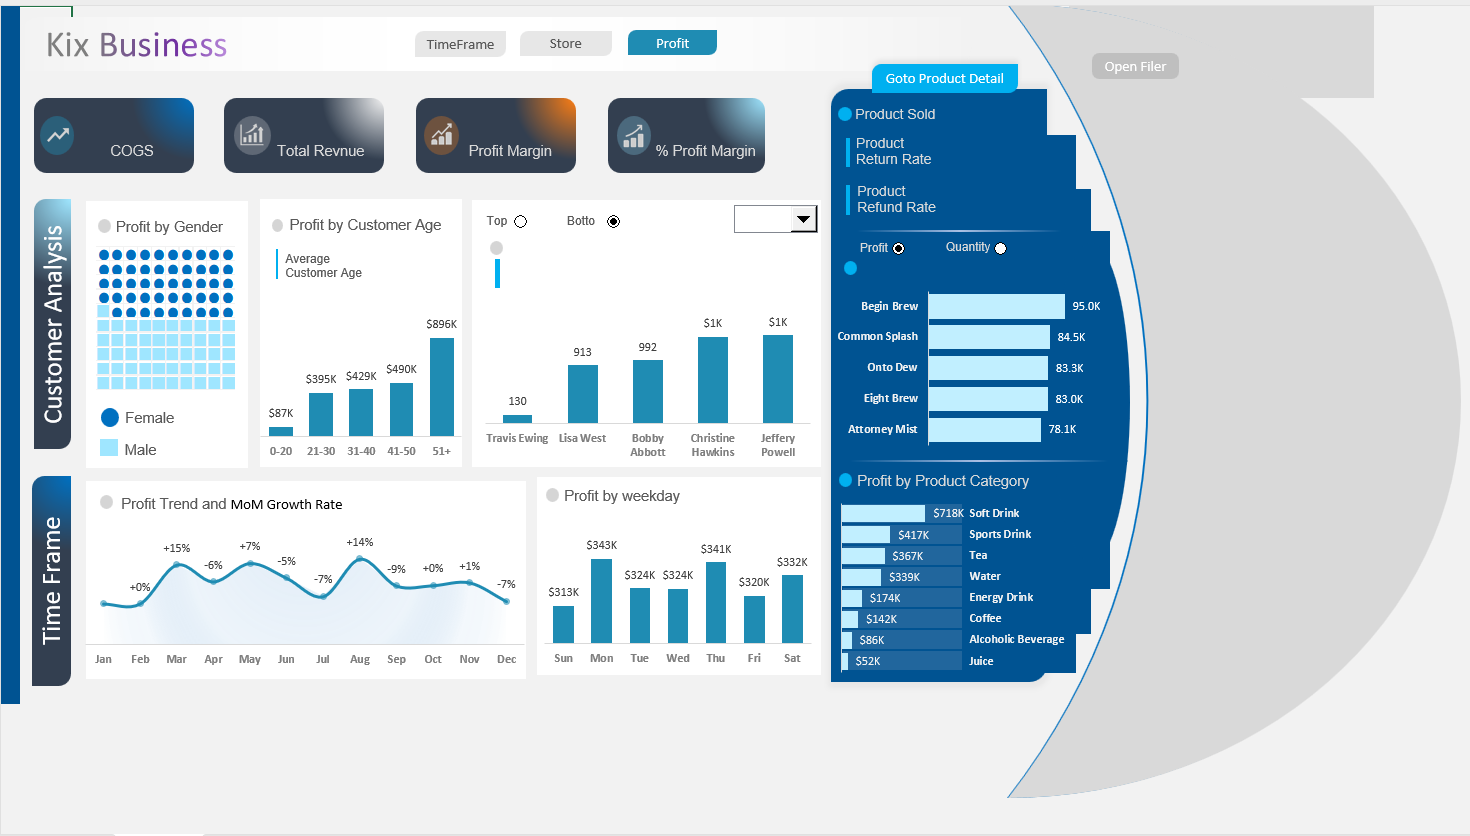 Kix Business
TimeFrame
Store
Profit
Open Filer
Goto Product Detail
COGS
Total Revnue
Profit Margin
% Profit Margin
Customer Analysis
Profit by Gender
Female
Male
Profit by Customer Age
Average
Customer Age
$87K
$395K
$429K
$490K
$896K
0-20
21-30
31-40
41-50
51+
Top
Botto
130
913
992
$1K
$1K
Travis Ewing
Lisa West
Bobby
Abbott
Christine
Hawkins
Jeffery
Powell
Product Sold
Product
Return Rate
Product
Refund Rate
Profit
Quantity
Begin Brew
95.0K
Common Splash
84.5K
Onto Dew
83.3K
Eight Brew
83.0K
Attorney Mist
78.1K
Profit by Product Category
$718K Soft Drink
$417K Sports Drink
$367K Tea
$339K Water
$174K Energy Drink
$142K Coffee
$86K Alcoholic Beverage
$52K Juice
Time Frame
Profit Trend and MoM Growth Rate
+0%
+15%
-6%
+7%
-5%
-7%
+14%
-9%
+0%
+1%
-7%
Jan
Feb
Mar
Apr
May
Jun
Jul
Aug
Sep
Oct
Nov
Dec
Profit by weekday
$313K
$343K
$324K
$324K
$341K
$320K
$332K
Sun
Mon
Tue
Wed
Thu
Fri
Sat